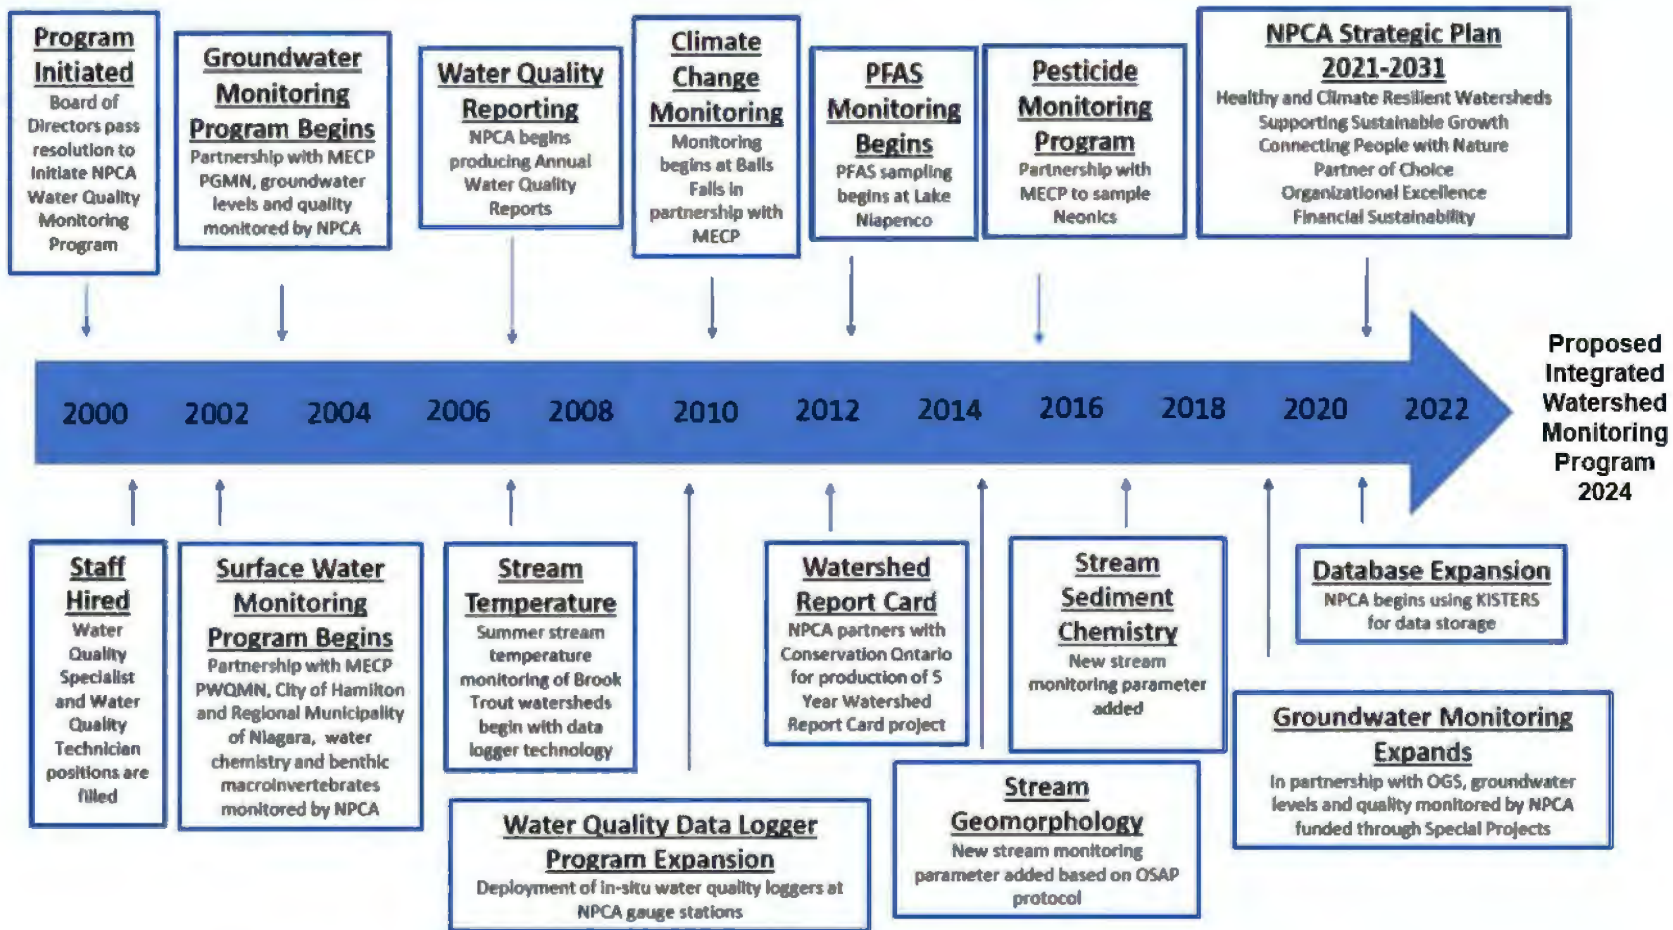 Program
Initiated
Board of
Directors pass
resolution to
Initiate NPCA
Water Quality
Monitoring
Program
Groundwater
Monitoring
Program Begins
Partnership with MECP
PGMN, groundwater
levels and quality
monitored by NPCA
Water Quality
Reporting
NPCA begins
producing Annual
Water Quality
Reports
Climate
Change
Monitoring
Monitoring
begins at Balls
Falls in
partnership with
MECP
PFAS
Monitoring
Begins
PFAS sampling
begins at Lake
Niapenco
Pesticide
Monitoring
Program
Partnership with
MECP to sample
Neonics
NPCA Strategic Plan
2021-2031
Healthy and Climate Resilient Watersheds
Supporting Sustainable Growth
Connecting People with Nature
Partner of Choice
Organizational Excellence
Financial Sustainability
2000 2002 2004 2006 2008 2010 2012 2014 2016 2018 2020 2022
Proposed
Integrated
Watershed
Monitoring
Program
2024
Staff
Hired
Water
Quality
Specialist
and Water
Quality
Technician
positions are
filled
Surface Water
Monitoring
Program Begins
Partnership with MECP
PWQMN, City of Hamilton
and Regional Municipality
of Niagara, water
chemistry and benthic
macroinvertebrates
monitored by NPCA
Stream
Temperature
Summer stream
temperature
monitoring of Brook
Trout watersheds
begin with data
logger technology
Water Quality Data Logger
Program Expansion
Deployment of in-situ water quality loggers at
NPCA gauge stations
Watershed
Report Card
NPCA partners with
Conservation Ontario
for production of 5
Year Watershed
Report Card project
Stream
Geomorphology
New stream monitoring
parameter added based on OSAP
protocol
Stream
Sediment
Chemistry
New stream
monitoring parameter
added
Groundwater Monitoring
Expands
In partnership with OGS, groundwater
levels and quality monitored by NPCA
funded through Special Projects
Database Expansion
NPCA begins using KISTERS
for data storage